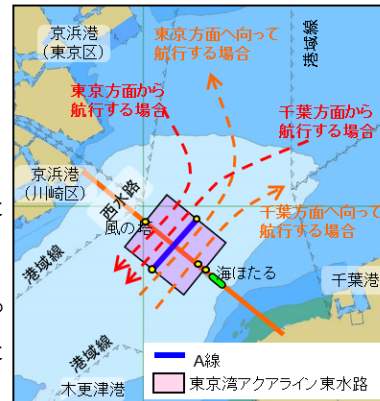 京浜港
（東京区）
東京方面へ向って
航行する場合
港域線
東京方面から
航行する場合
千葉方面から
航行する場合
京浜港
（川崎区）
西水路
風の塔
千葉方面へ向って
航行する場合
海ほたる
港域線
千葉港
港域線
木更津港
A線
東京湾アクアライン東水路